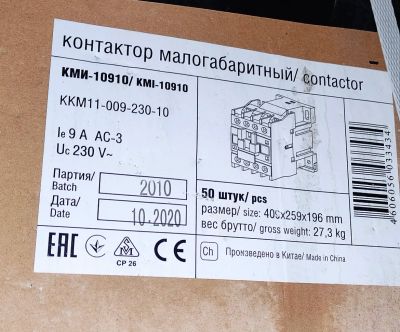 контактор малогабаритный/ contactor
КМИ-10910/ KMI-10910
KKM11-009-230-10
Ie 9 A AC-3
Uc 230 V~
Партия/
Batch
2010
Дата/
Date
10.2020
50 штук/ pcs
размер/ size: 406x259x196 mm
вес брутто/ gross weight: 27,3 kg
EAC
CP 26
CE
Ch
Произведено в Китае/ Made in China
4606056333434